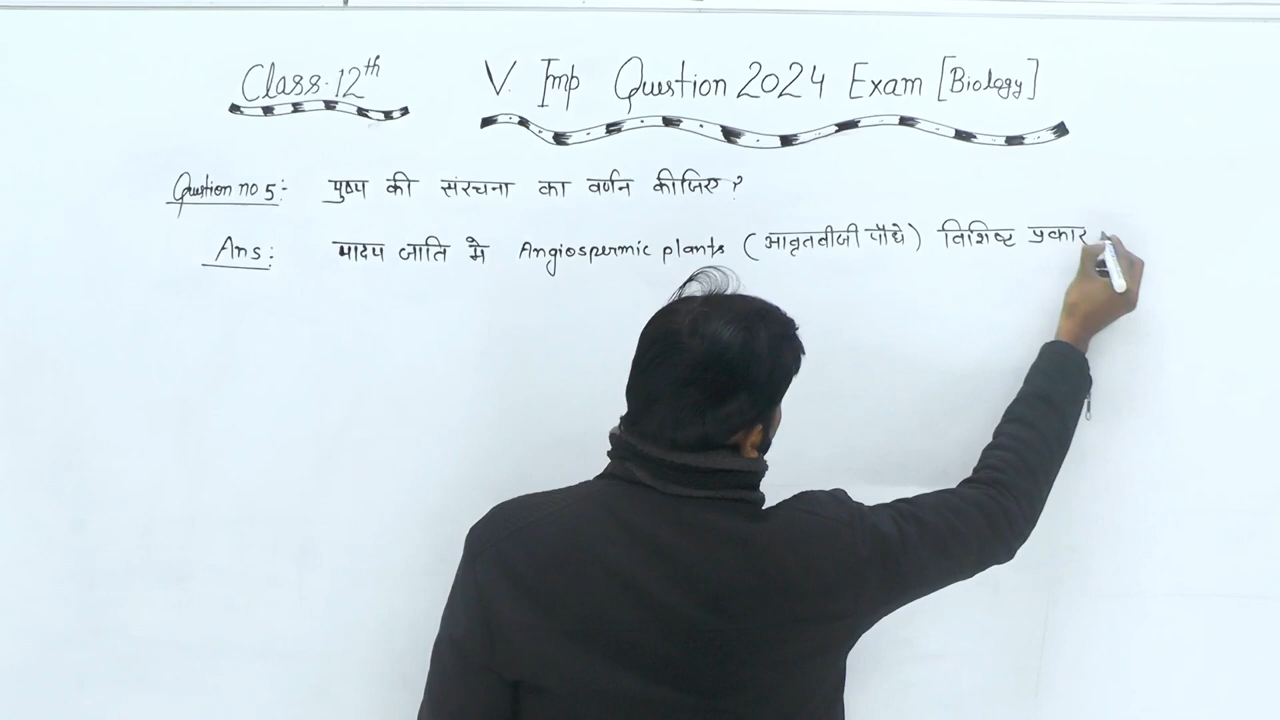 Class-12th
V. Imp Question 2024 Exam [Biology]
Question no 5:- पुष्प की संरचना का वर्णन कीजिए ?
Ans: पादप जाति मे Angiospermic plants (आवृतबीजी पौधे) विशिष्ट प्रकार